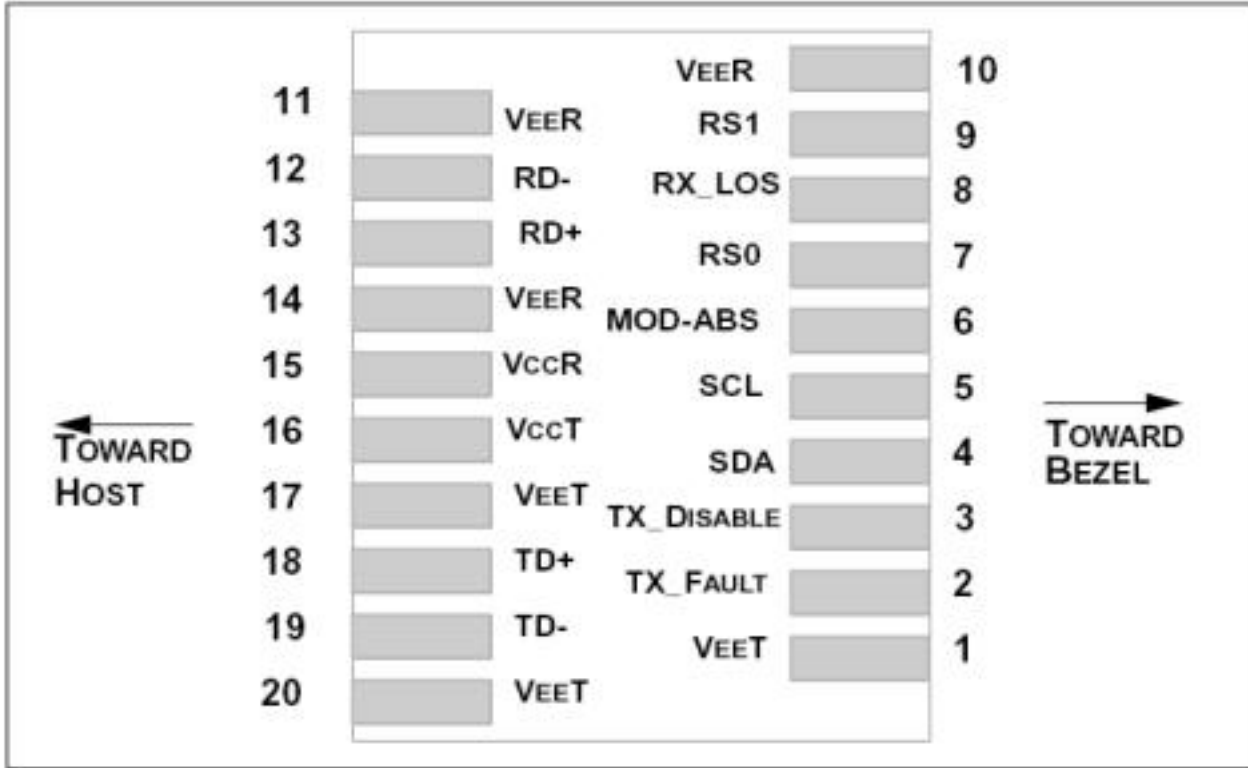 VEER 10
11 VEER
RS1 9
12 RD-
RX_LOS 8
13 RD+
RS0 7
14 VEER
MOD-ABS 6
15 VCCR
SCL 5
16 VCCT
SDA 4
17 VEET
TX_DISABLE 3
18 TD+
TX_FAULT 2
19 TD-
VEET 1
20 VEET
TOWARD
HOST
TOWARD
BEZEL